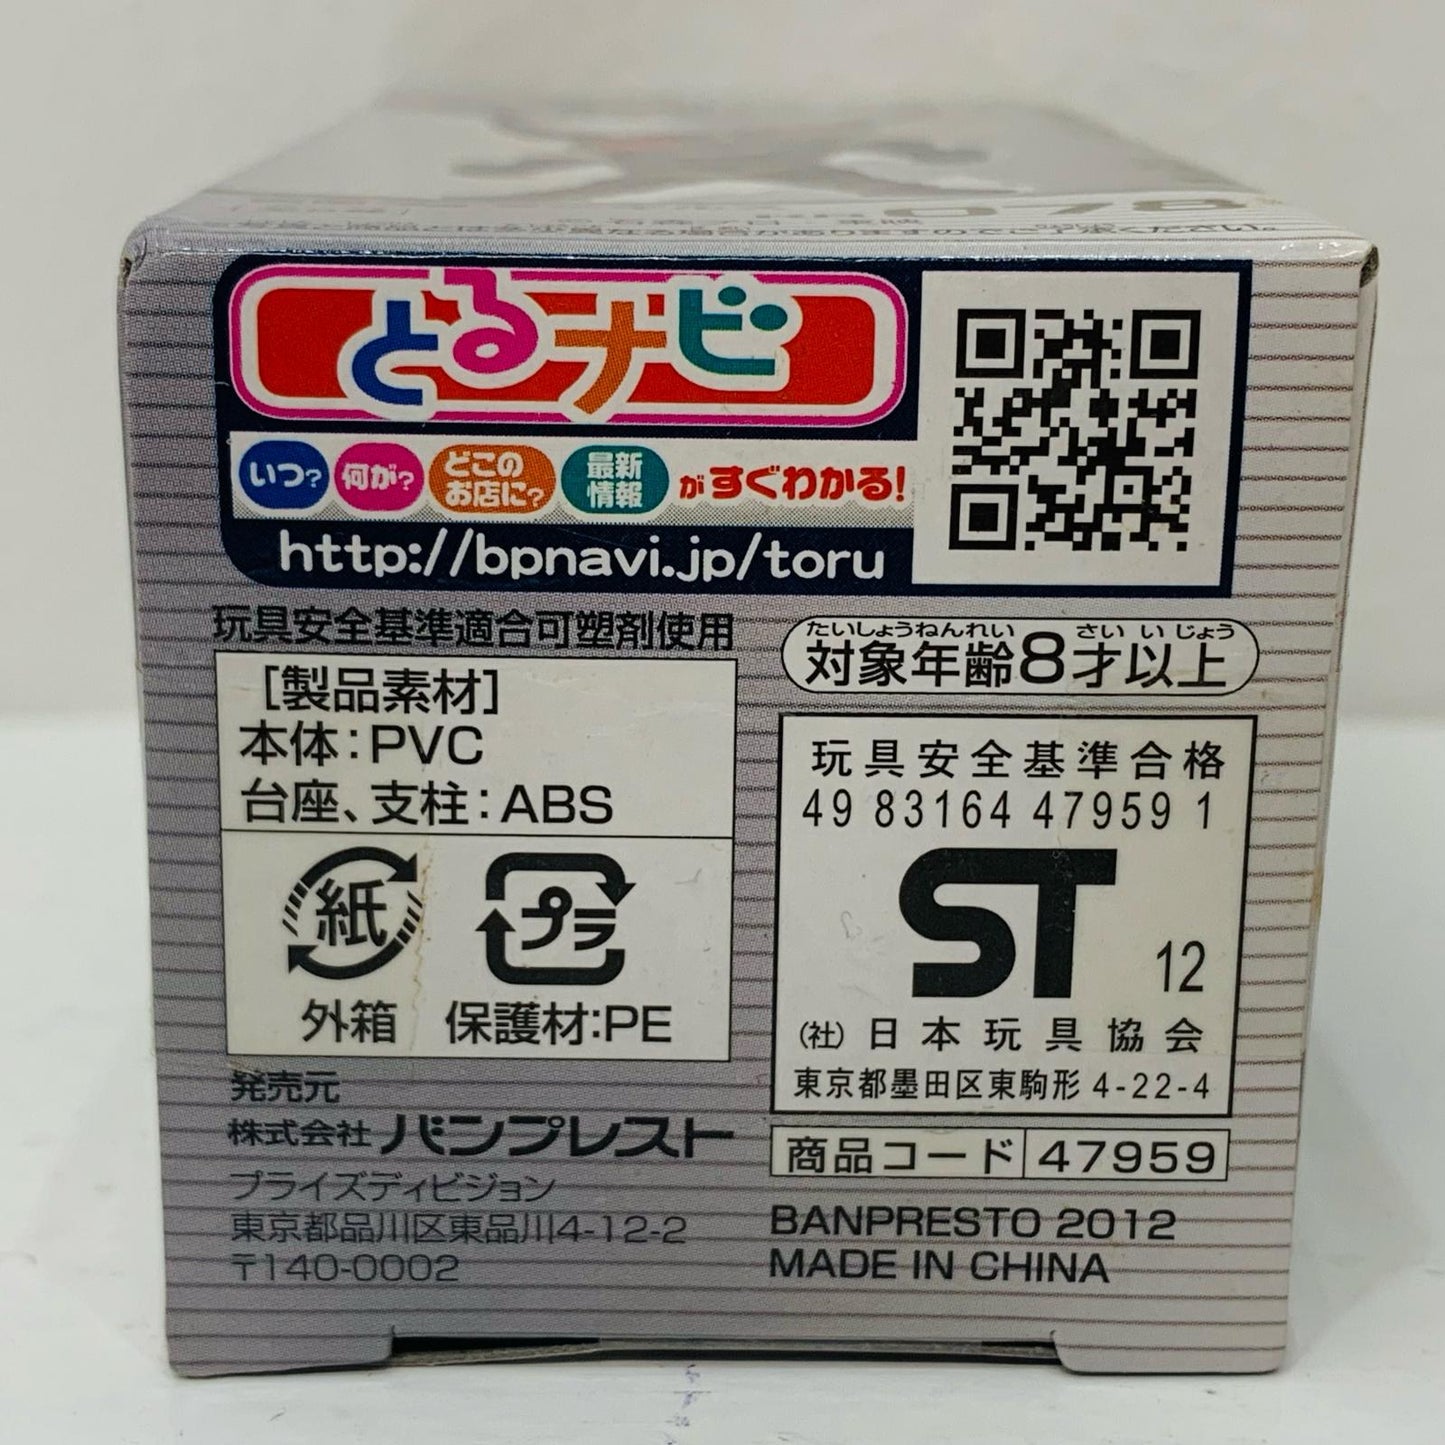 078
とるナビ
いつ? 何が? どこのお店に? 最新情報 がすぐわかる!
http://bpnavi.jp/toru
玩具安全基準適合可塑剤使用
[製品素材]
本体:PVC
台座、支柱:ABS
紙
外箱
プラ
保護材:PE
発売元
株式会社 バンプレスト
プライズディビジョン
東京都品川区東品川4-12-2
〒140-0002
たいしょうねんれい さい いじょう
対象年齢8才以上
玩具安全基準合格
49 83164 47959 1
ST 12
(社) 日本玩具協会
東京都墨田区東駒形 4-22-4
商品コード 47959
BANPRESTO 2012
MADE IN CHINA